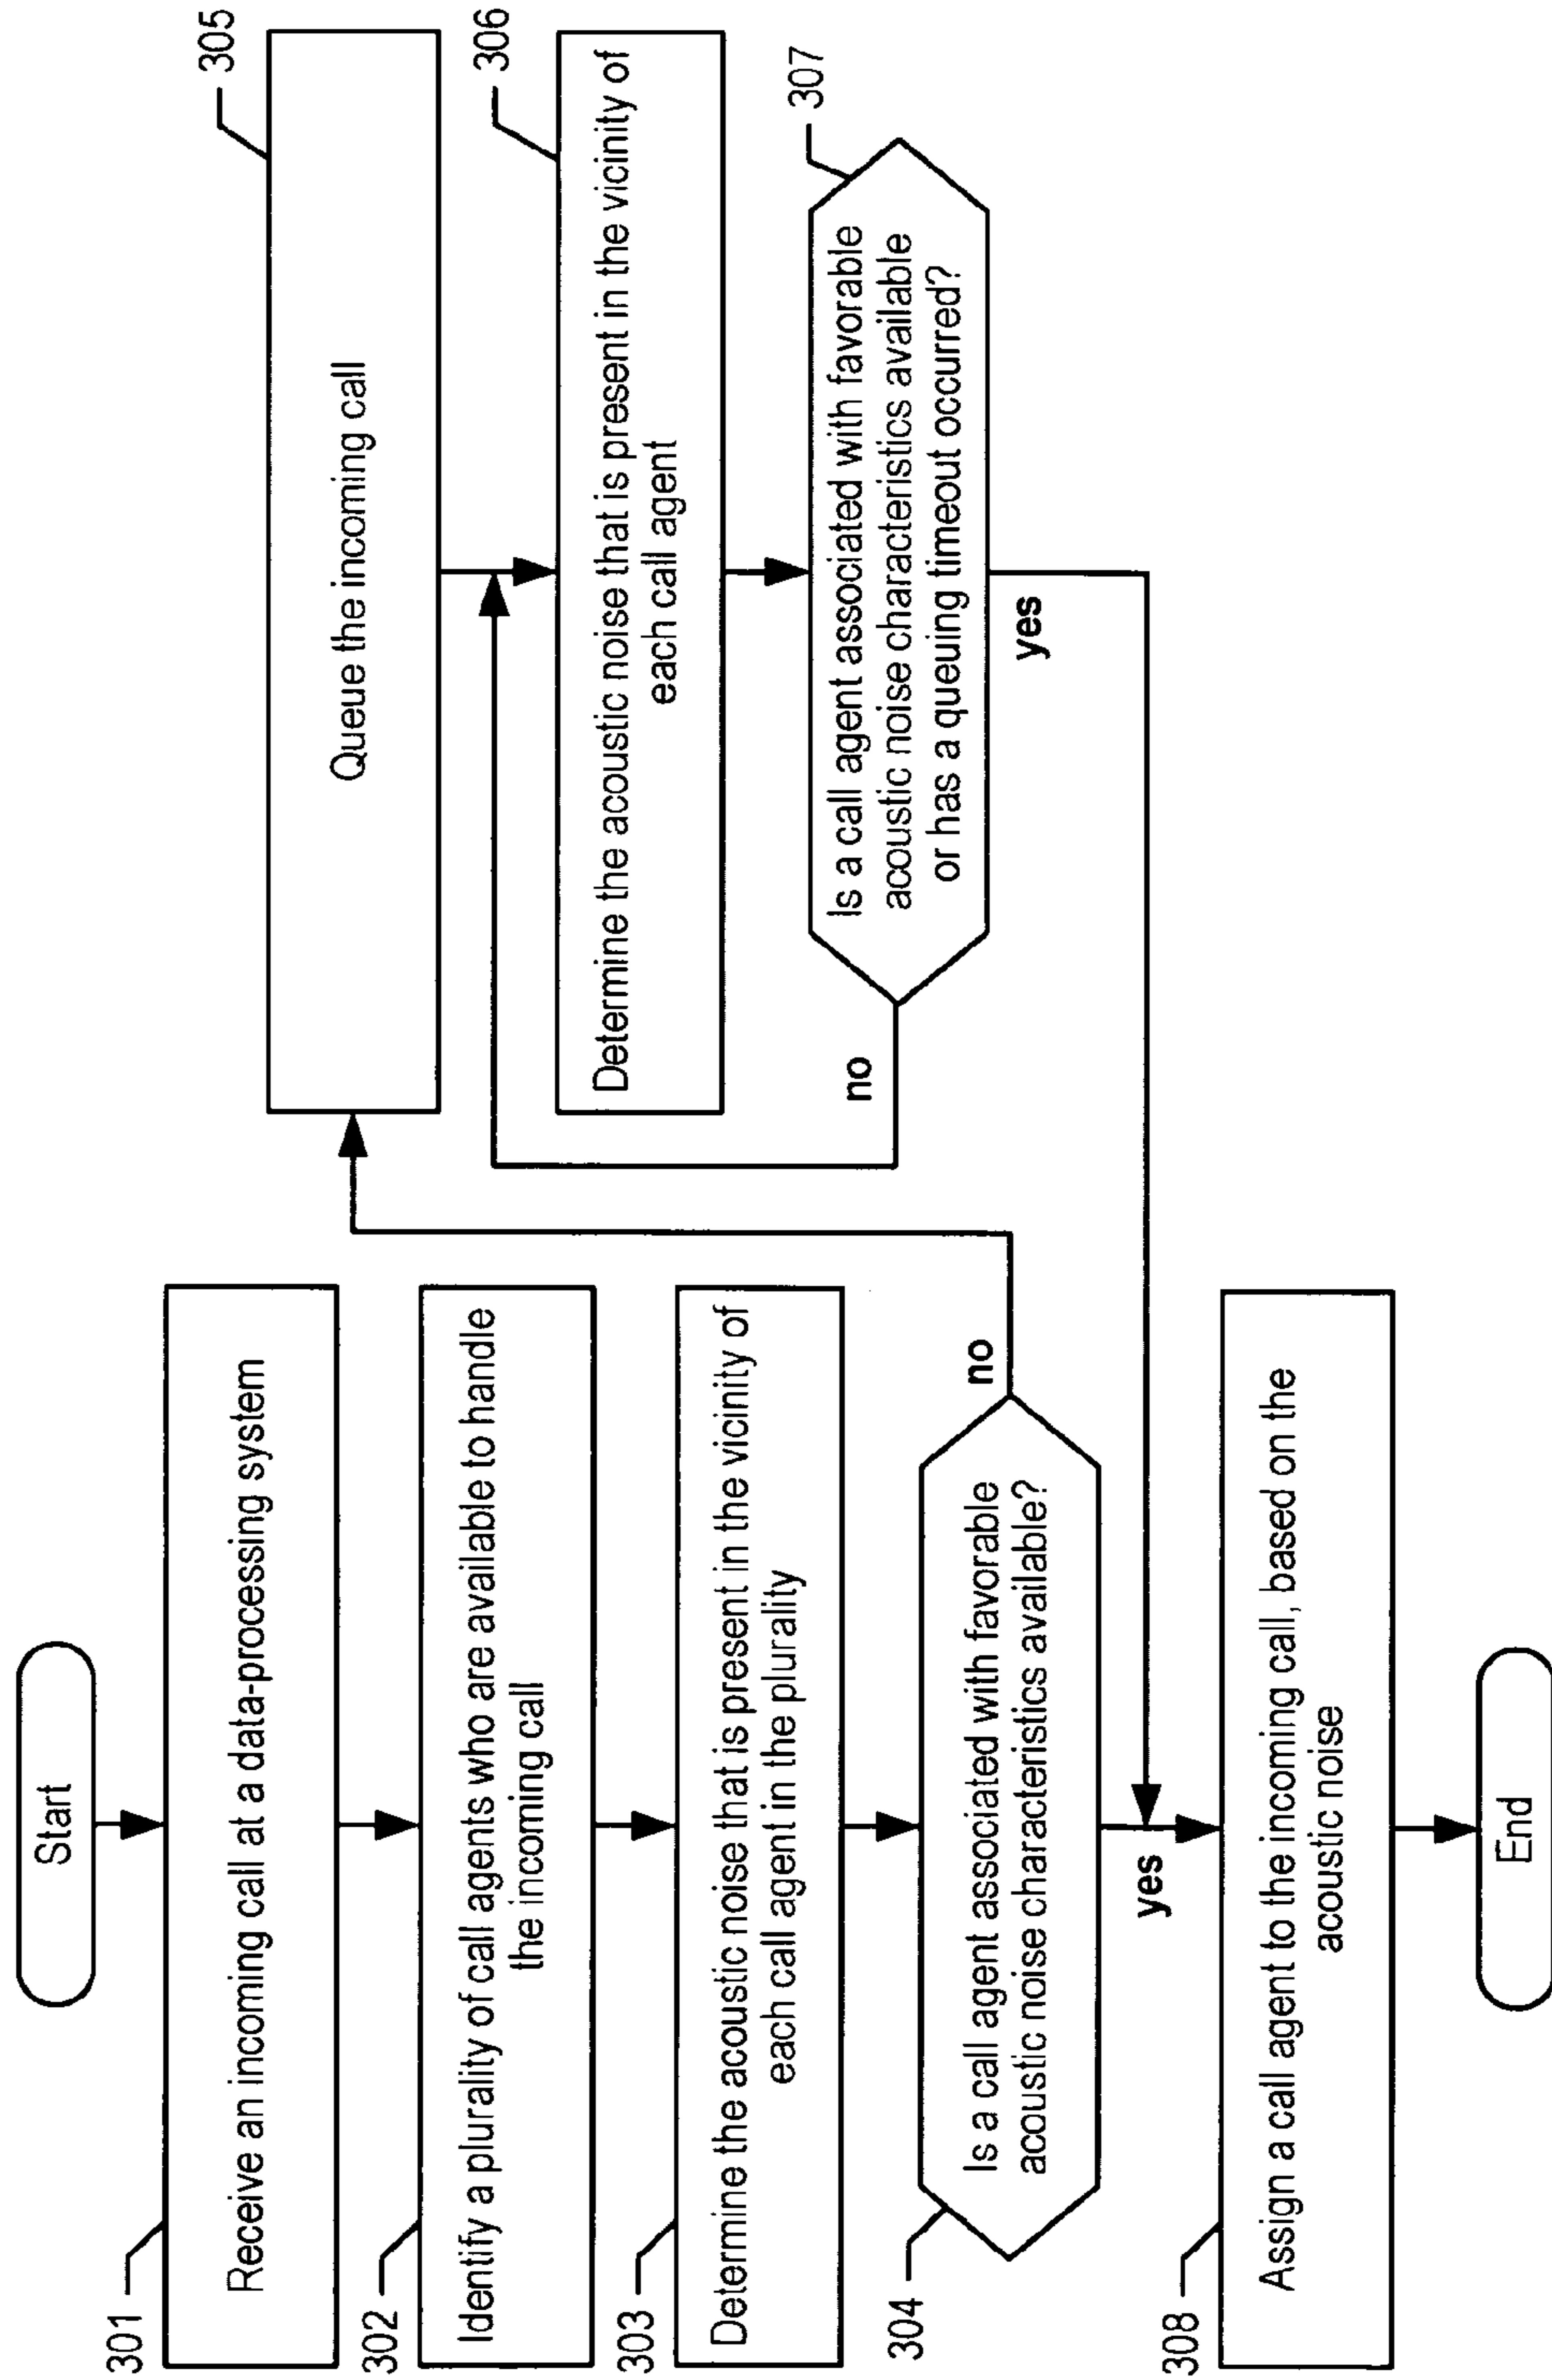 Start
301
Receive an incoming call at a data-processing system
302
Identify a plurality of call agents who are available to handle
the incoming call
303
Determine the acoustic noise that is present in the vicinity of
each call agent in the plurality
304
Is a call agent associated with favorable
acoustic noise characteristics available?
no
yes
305
Queue the incoming call
306
Determine the acoustic noise that is present in the vicinity of
each call agent
307
Is a call agent associated with favorable
acoustic noise characteristics available
or has a queuing timeout occurred?
no
yes
308
Assign a call agent to the incoming call, based on the
acoustic noise
End